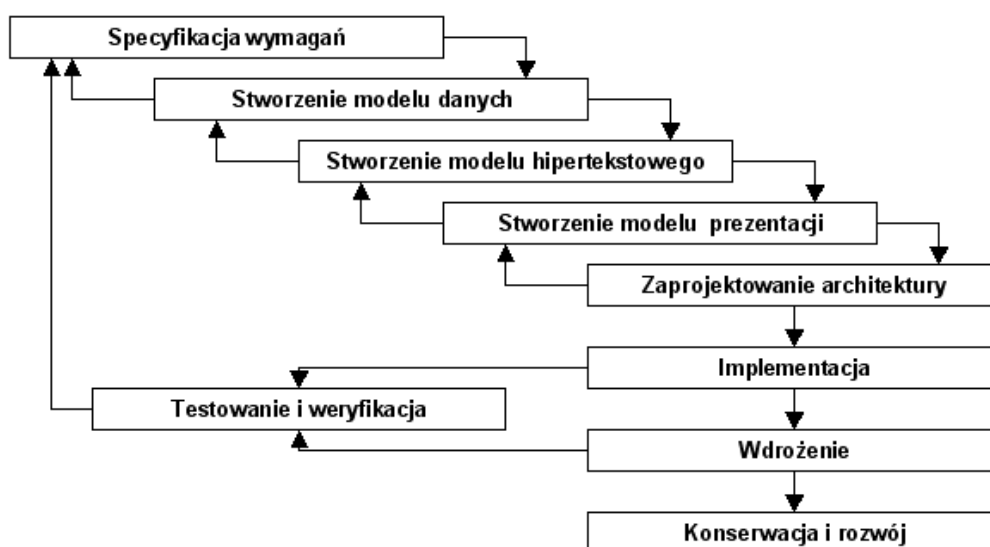 Specyfikacja wymagań
Stworzenie modelu danych
Stworzenie modelu hipertekstowego
Stworzenie modelu prezentacji
Zaprojektowanie architektury
Implementacja
Testowanie i weryfikacja
Wdrożenie
Konserwacja i rozwój